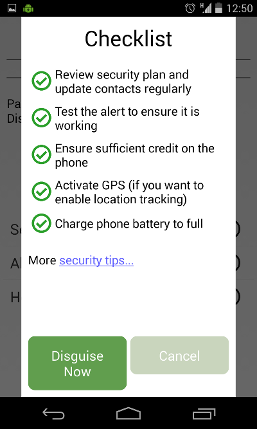 12:50
Checklist
Review security plan and
update contacts regularly
Test the alert to ensure it is
working
Ensure sufficient credit on the
phone
Activate GPS (if you want to
enable location tracking)
Charge phone battery to full
More security tips...
Disguise
Now
Cancel
Pa
Dis
Se
Al
H